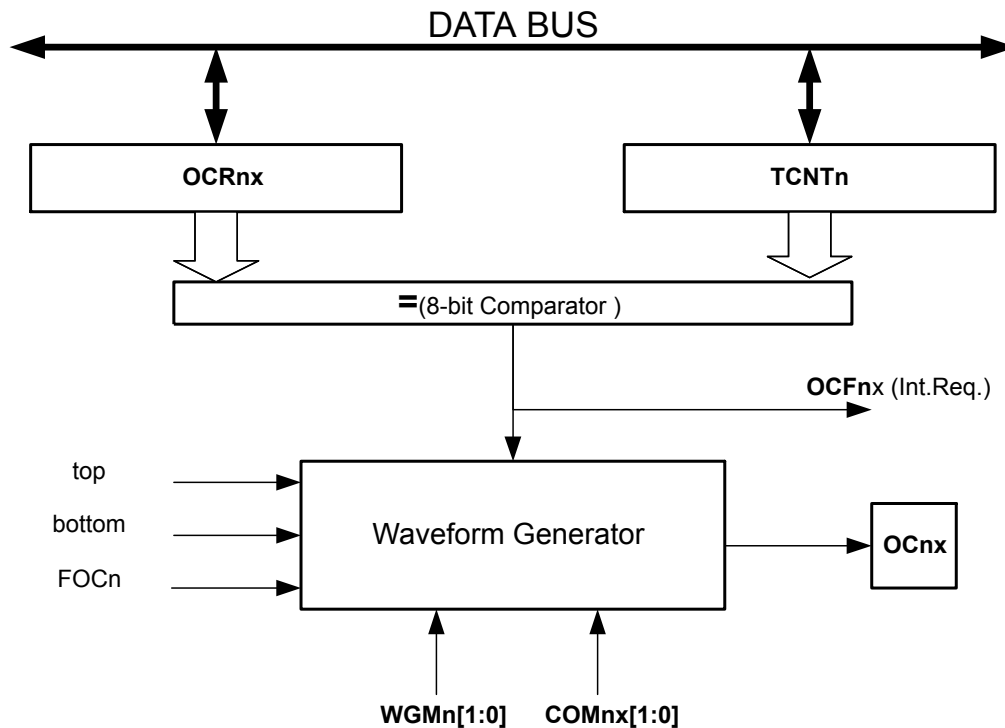 DATA BUS
OCRnx
TCNTn
=(8-bit Comparator )
OCFnx (Int.Req.)
top
bottom
FOCn
Waveform Generator
OCnx
WGMn[1:0]
COMnx[1:0]